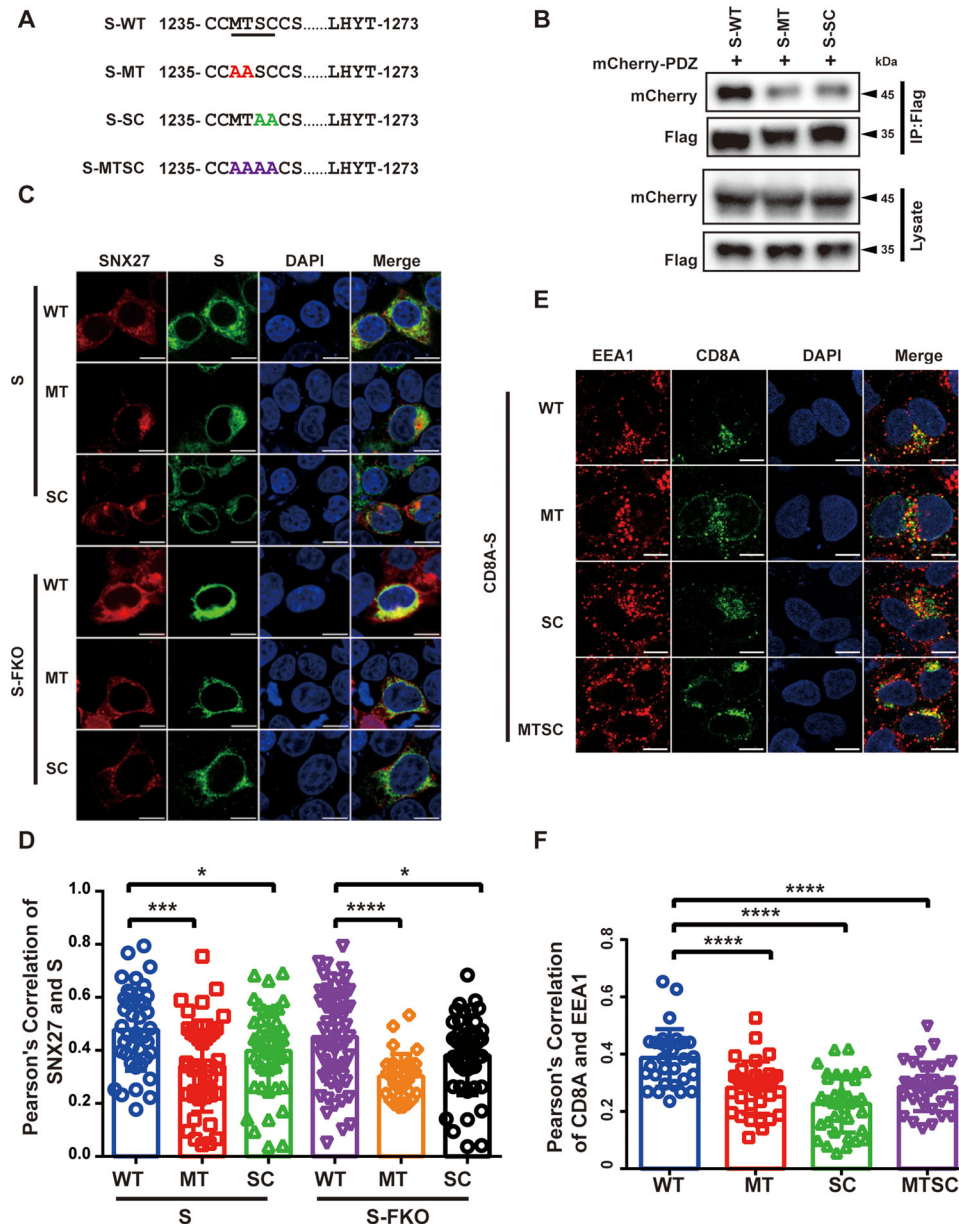 A
S-WT 1235- CCMTSCCS......LHYT-1273
S-MT 1235- CCAASCCS......LHYT-1273
S-SC 1235- CCMTAACS......LHYT-1273
S-MTSC 1235- CCAAAACS......LHYT-1273
B
S-WT S-MT S-SC
mCherry-PDZ + + + kDa
mCherry 45
Flag 35
IP:Flag
mCherry 45
Flag 35
Lysate
C
SNX27 S DAPI Merge
S
WT
MT
SC
S-FKO
WT
MT
SC
E
EEA1 CD8A DAPI Merge
CD8A-S
WT
MT
SC
MTSC
D
Pearson's Correlation of
SNX27 and S
1.0
0.8
0.6
0.4
0.2
0.0
*** * **** *
WT MT SC WT MT SC
S S-FKO
F
Pearson's Correlation
of CD8A and EEA1
0.8
0.6
0.4
0.2
0.0
****
****
****
WT MT SC MTSC